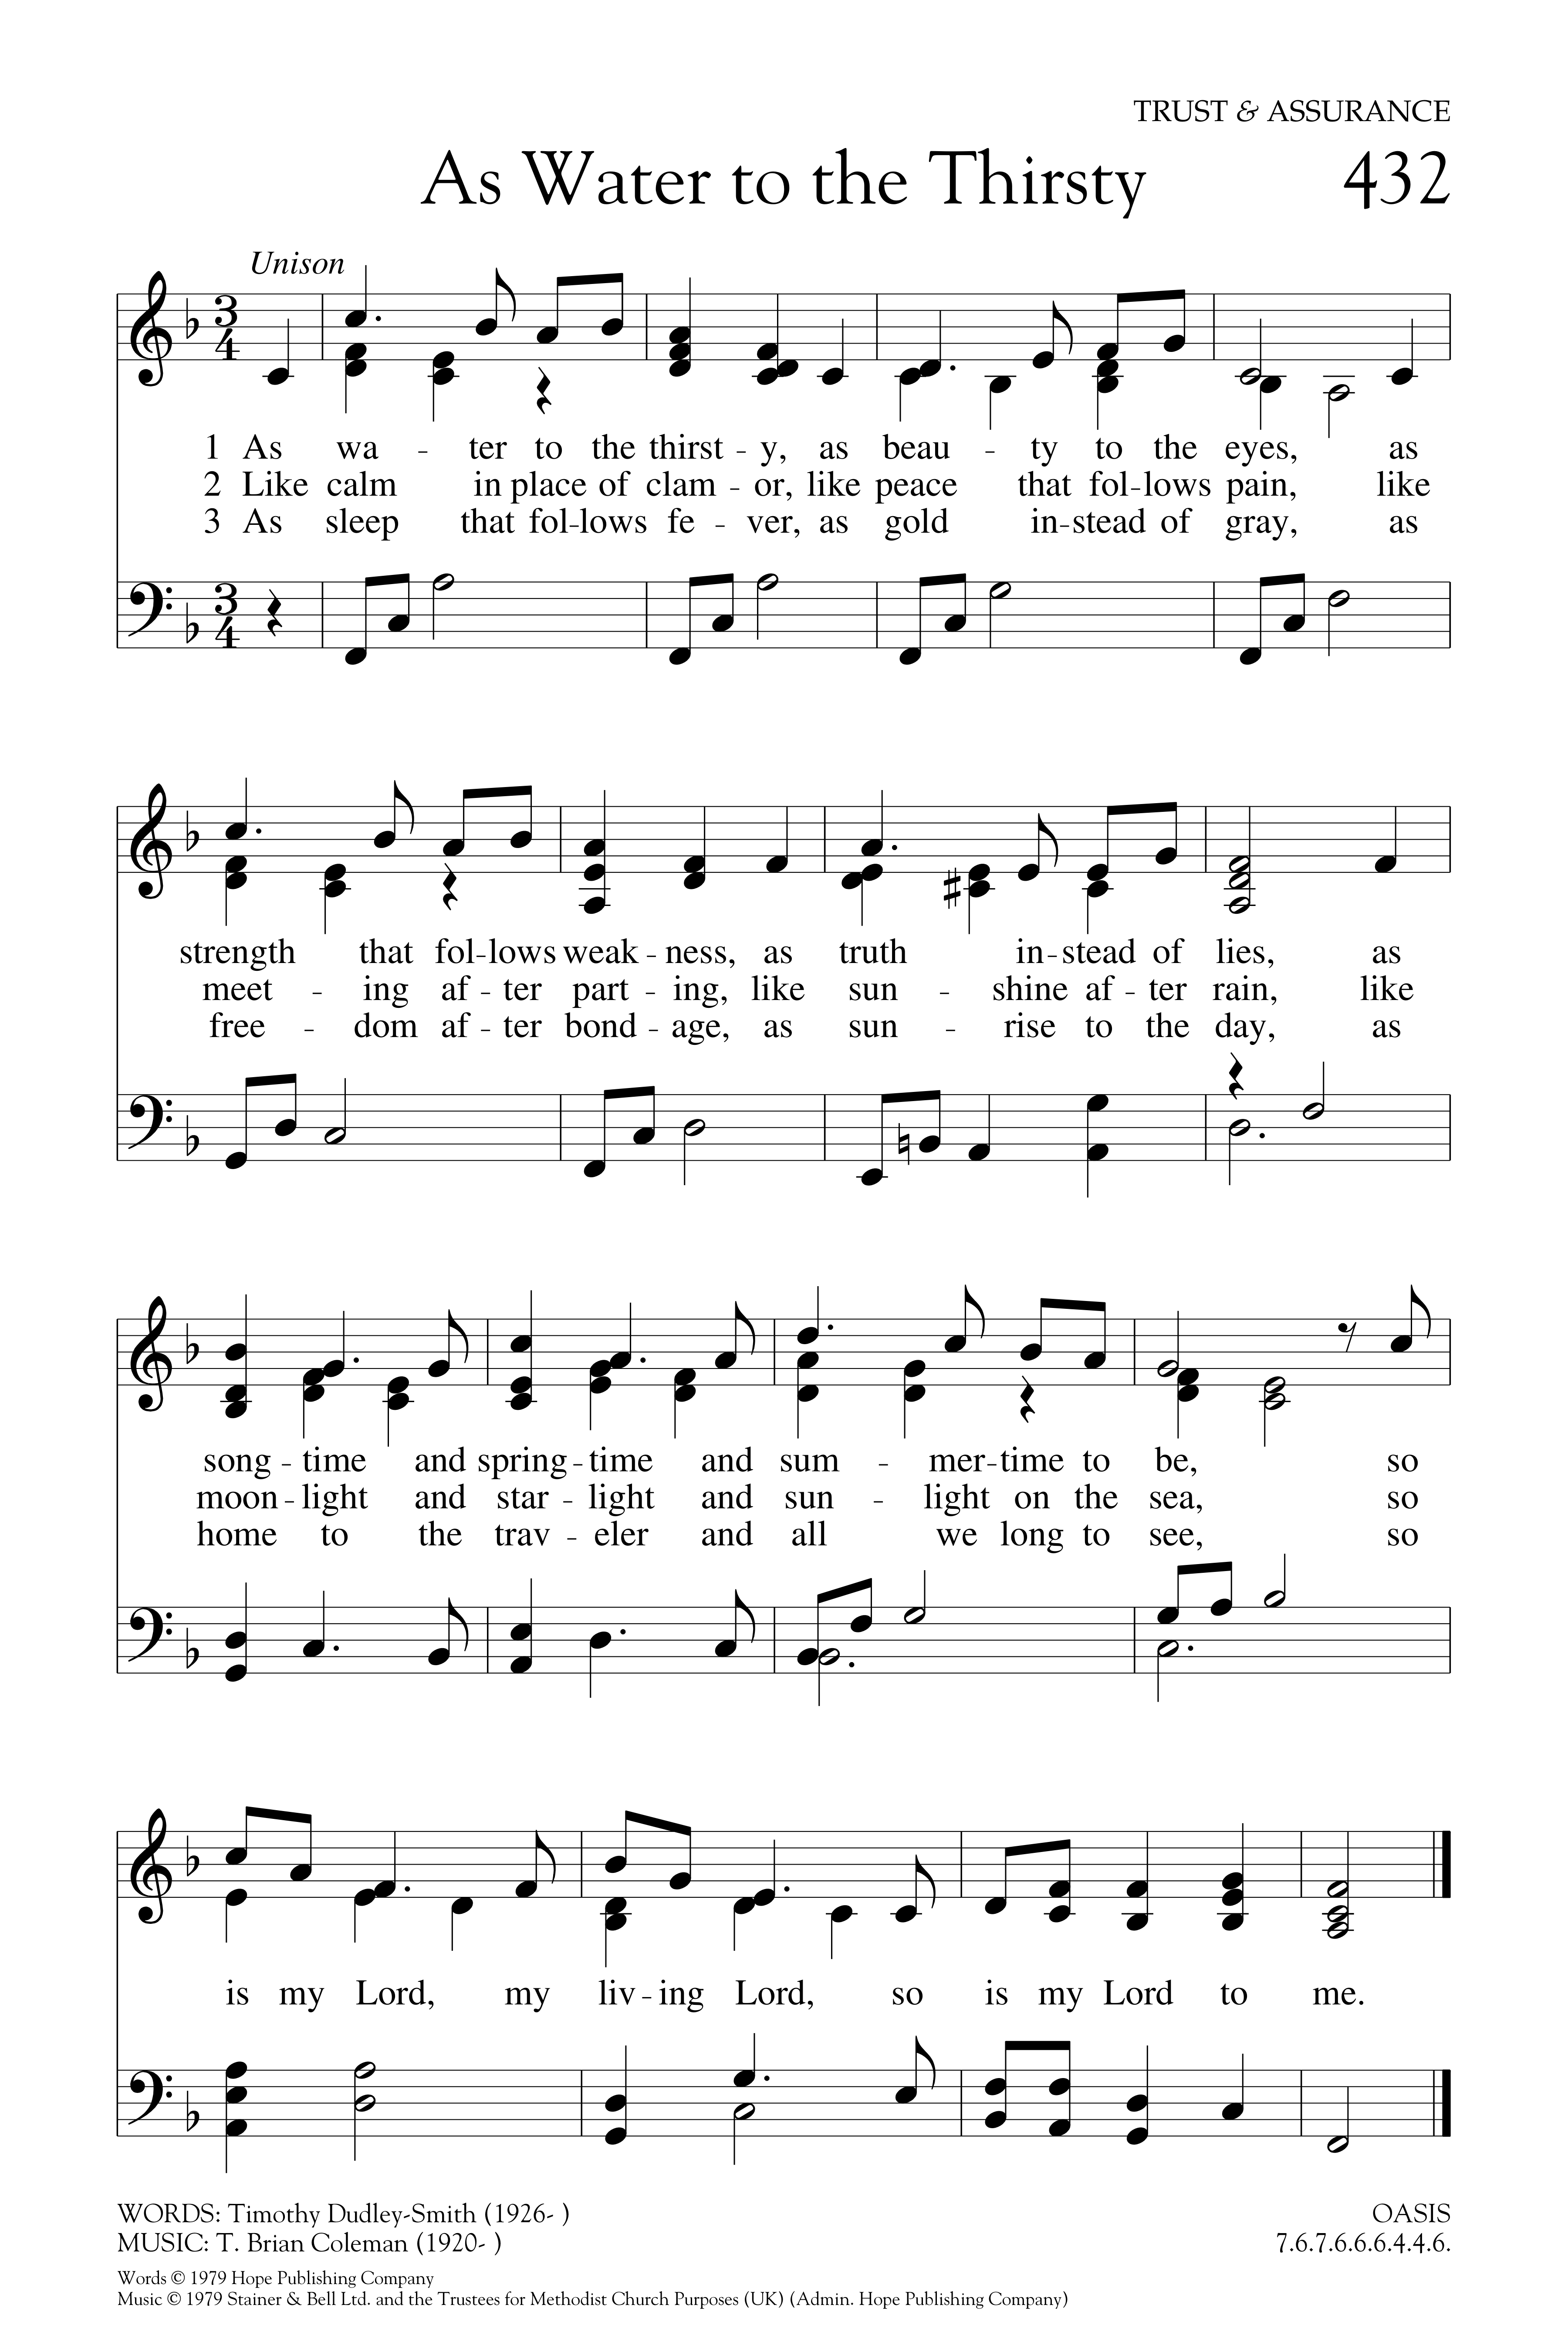 TRUST & ASSURANCE
As Water to the Thirsty 432
Unison
1 As wa - ter to the thirst - y, as beau - ty to the eyes, as
2 Like calm in place of clam - or, like peace that fol - lows pain, like
3 As sleep that fol - lows fe - ver, as gold in - stead of gray, as
strength that fol - lows weak - ness, as truth in - stead of lies, as
meet - ing af - ter part - ing, like sun - shine af - ter rain, like
free - dom af - ter bond - age, as sun - rise to the day, as
song - time and spring - time and sum - mer - time to be, so
moon - light and star - light and sun - light on the sea, so
home to the trav - eler and all we long to see, so
is my Lord, my liv - ing Lord, so is my Lord to me.
WORDS: Timothy Dudley-Smith (1926- ) OASIS
MUSIC: T. Brian Coleman (1920- ) 7.6.7.6.6.6.4.4.6.
Words © 1979 Hope Publishing Company
Music © 1979 Stainer & Bell Ltd. and the Trustees for Methodist Church Purposes (UK) (Admin. Hope Publishing Company)